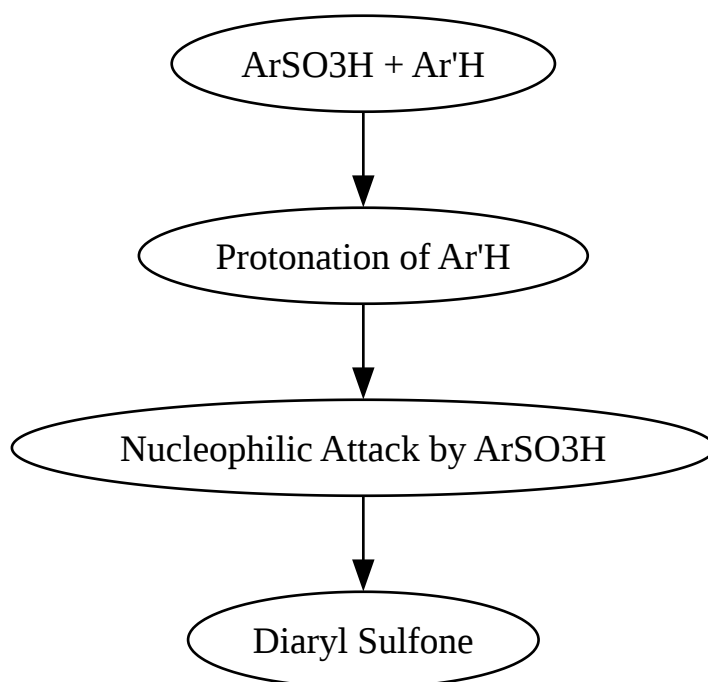 ArSO3H + Ar'H
Protonation of Ar'H
Nucleophilic Attack by ArSO3H
Diaryl Sulfone